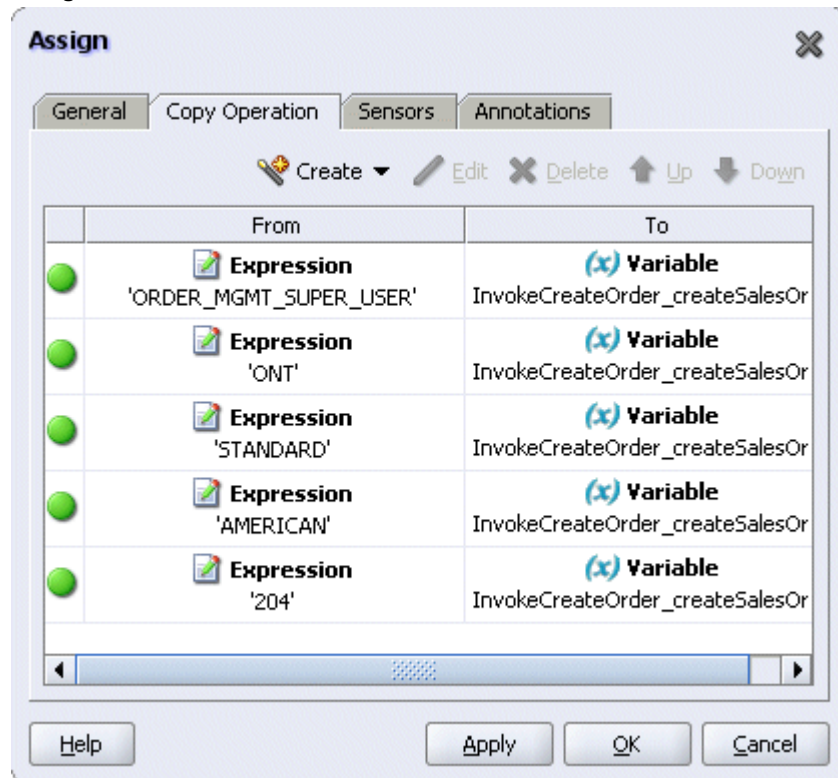 Assign
General Copy Operation Sensors Annotations
Create Edit Delete Up Down
From To
Expression (x) Variable
'ORDER_MGMT_SUPER_USER' InvokeCreateOrder_createSalesOr
Expression (x) Variable
'ONT' InvokeCreateOrder_createSalesOr
Expression (x) Variable
'STANDARD' InvokeCreateOrder_createSalesOr
Expression (x) Variable
'AMERICAN' InvokeCreateOrder_createSalesOr
Expression (x) Variable
'204' InvokeCreateOrder_createSalesOr
Help Apply OK Cancel